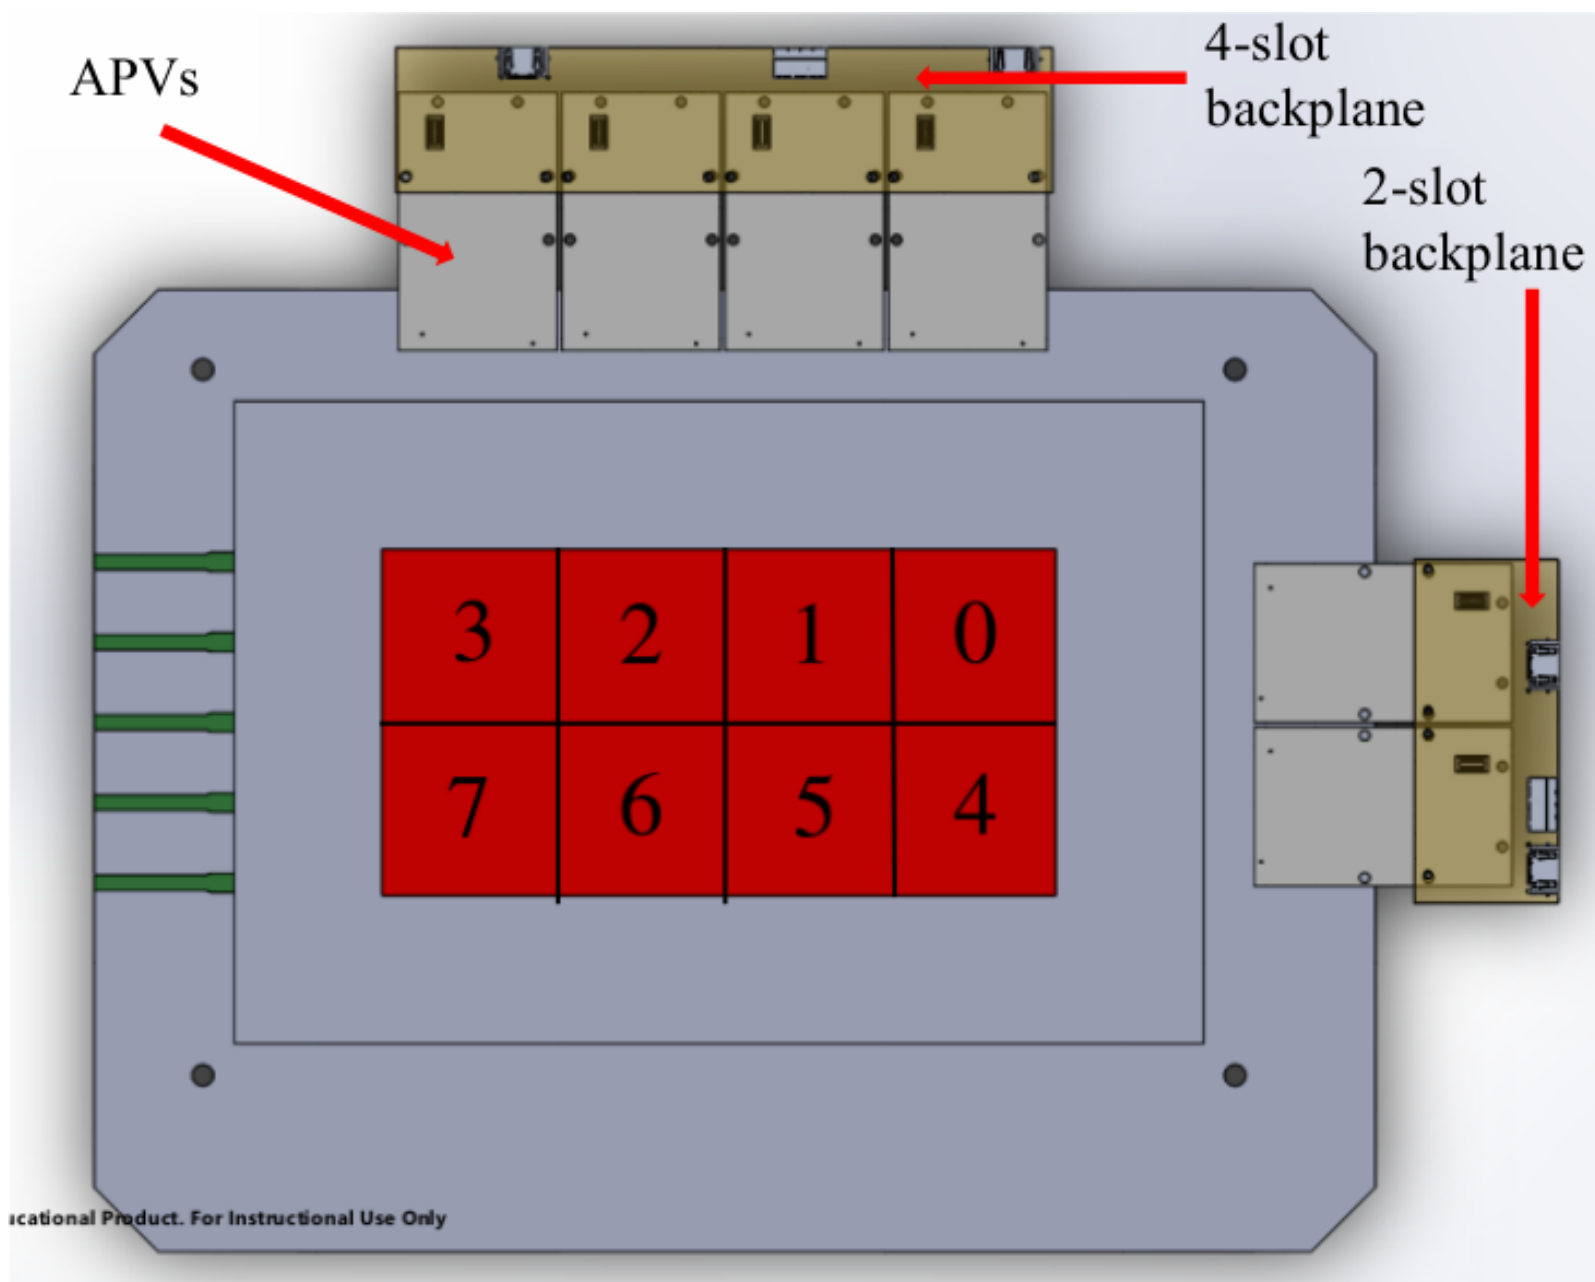 APVs
4-slot
backplane
2-slot
backplane
3 2 1 0
7 6 5 4
ucational Product. For Instructional Use Only